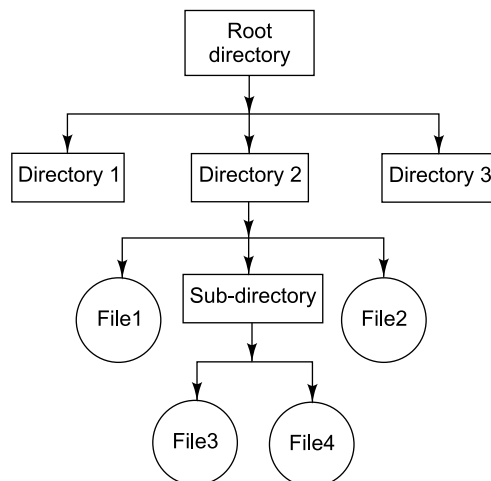 Root
directory
Directory 1
Directory 2
Directory 3
File1
Sub-directory
File2
File3
File4